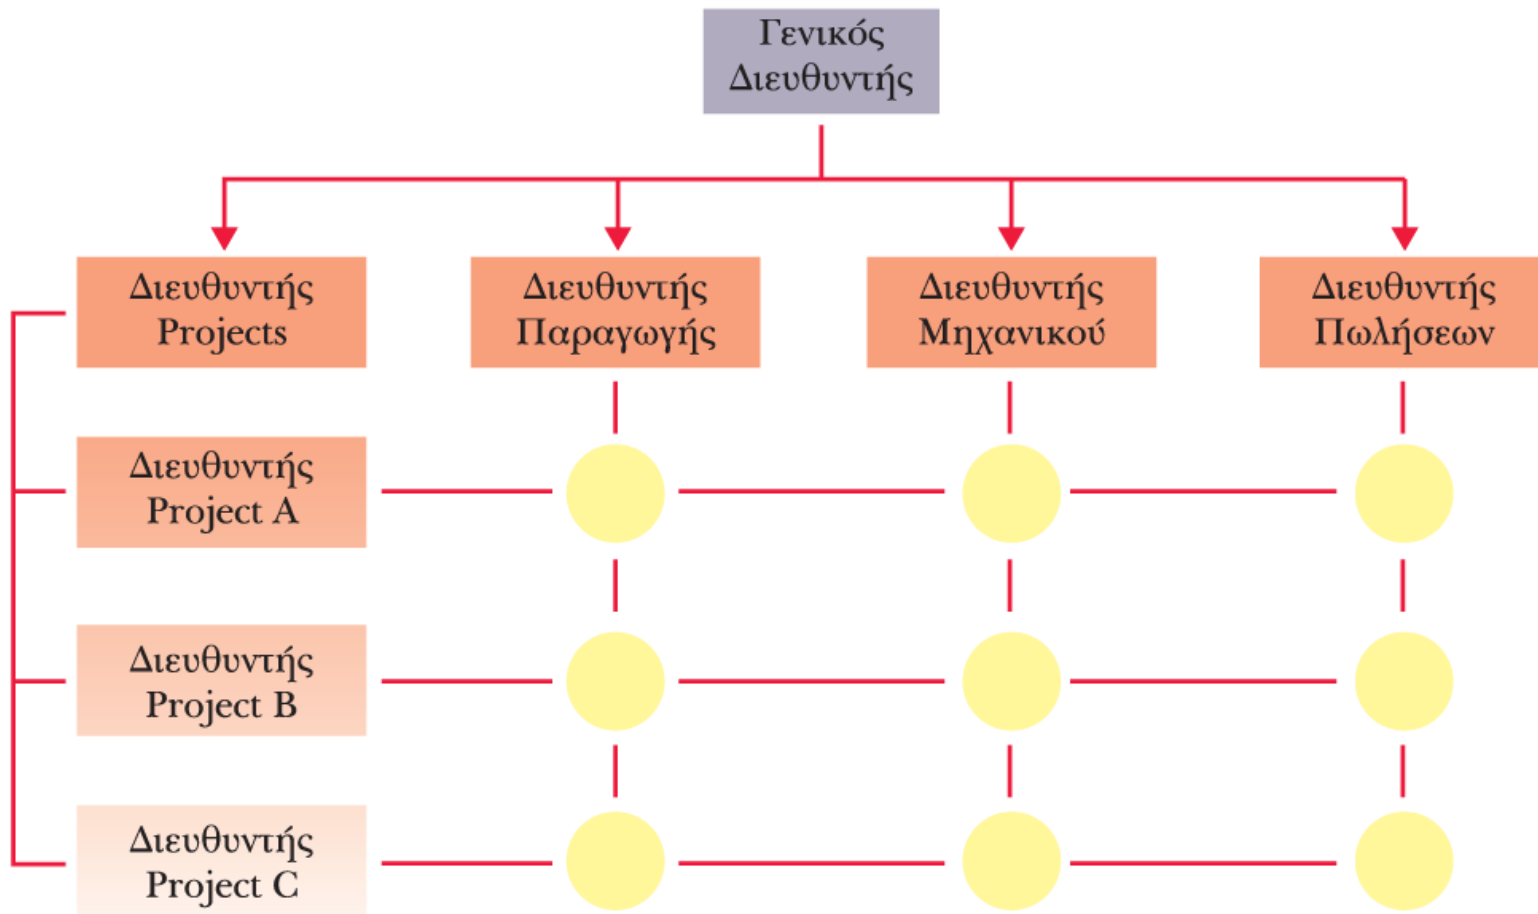 Γενικός
Διευθυντής
Διευθυντής
Projects
Διευθυντής
Παραγωγής
Διευθυντής
Μηχανικού
Διευθυντής
Πωλήσεων
Διευθυντής
Project A
Διευθυντής
Project B
Διευθυντής
Project C